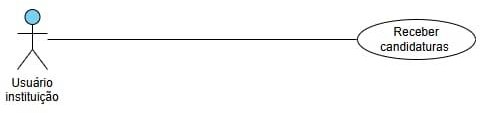 Receber
candidaturas
Usuário
instituição